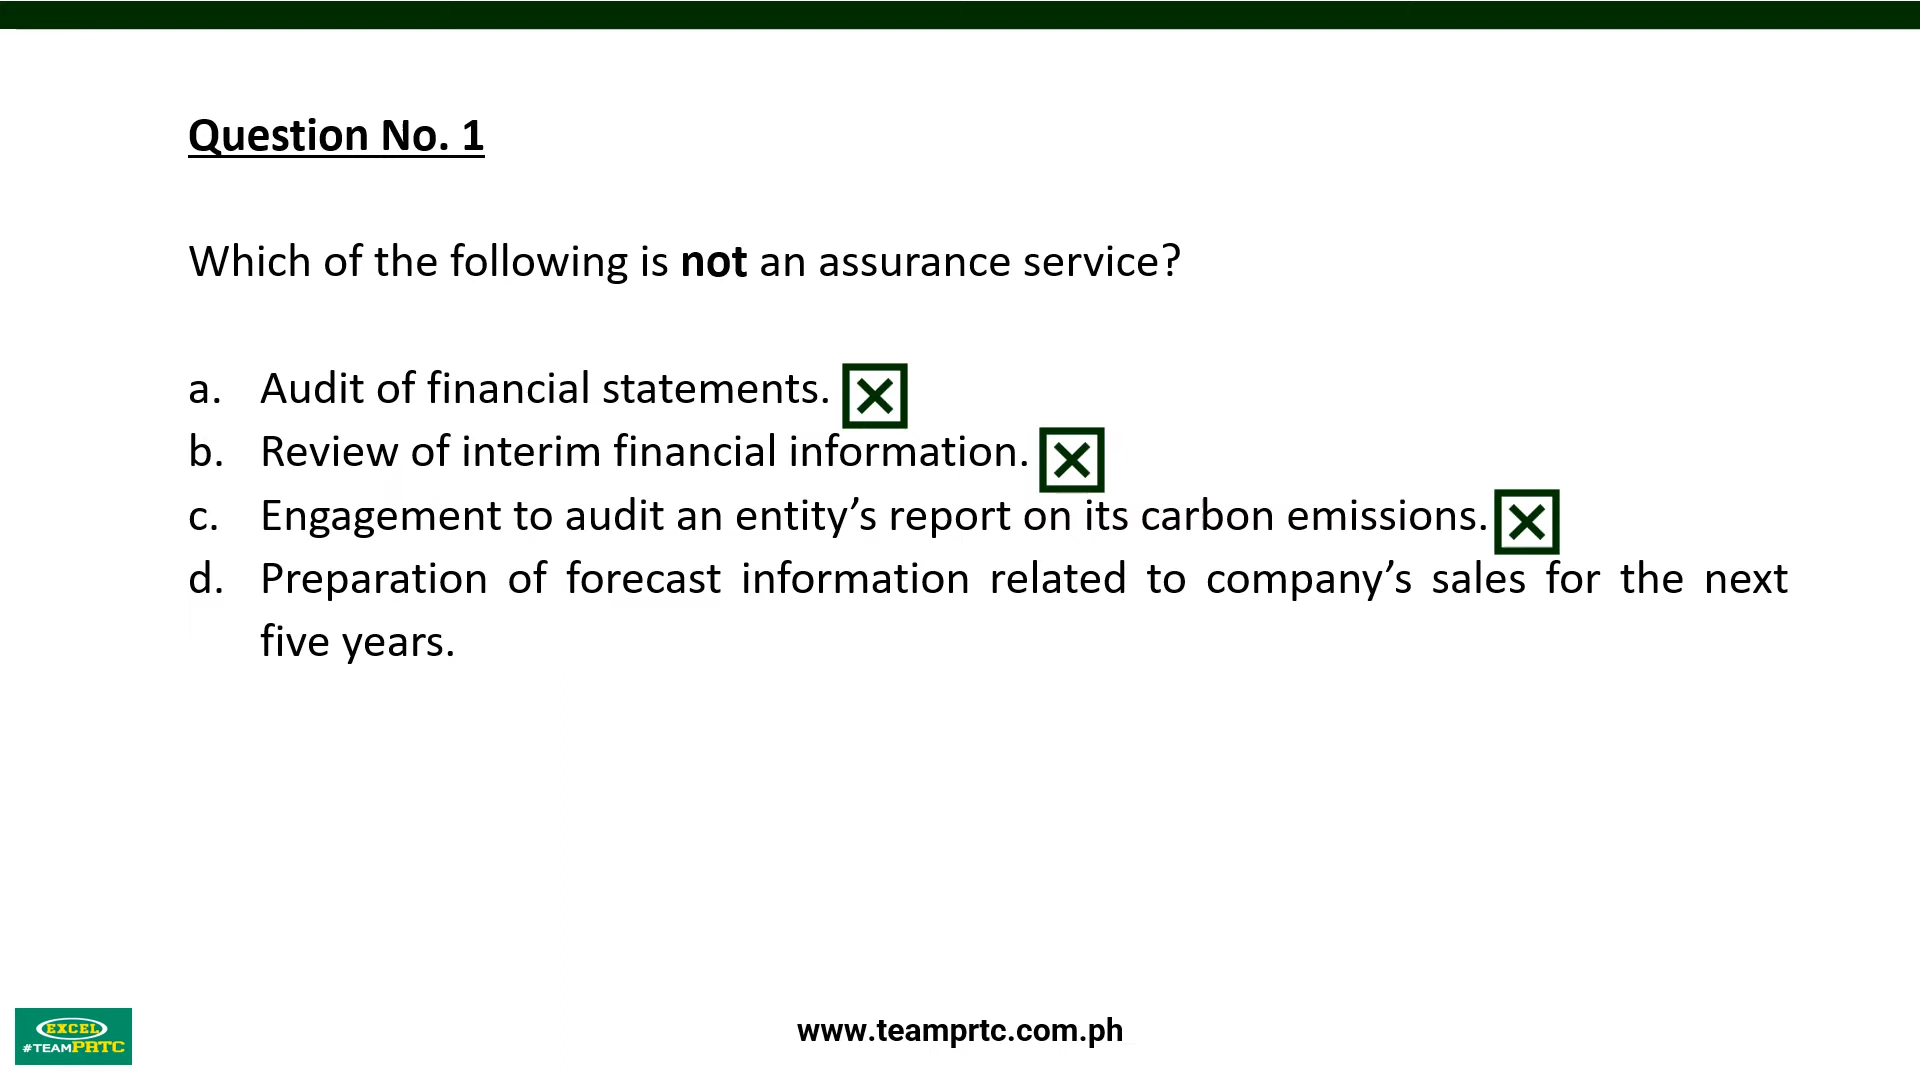 Question No. 1
Which of the following is not an assurance service?
a. Audit of financial statements.
b. Review of interim financial information.
c. Engagement to audit an entity’s report on its carbon emissions.
d. Preparation of forecast information related to company’s sales for the next
five years.
EXCEL
#TEAMPRTC
www.teamprtc.com.ph